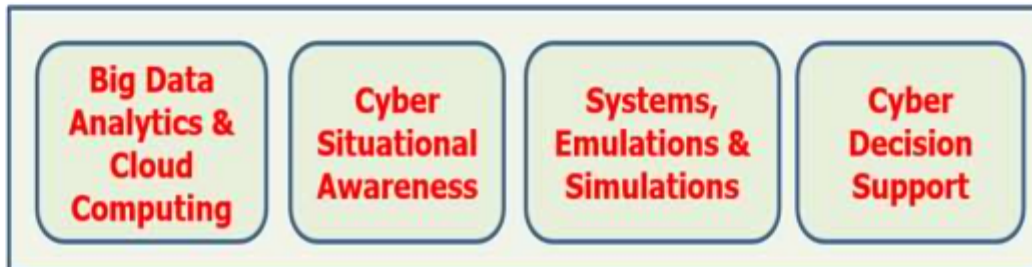 Big Data
Analytics &
Cloud
Computing
Cyber
Situational
Awareness
Systems,
Emulations &
Simulations
Cyber
Decision
Support